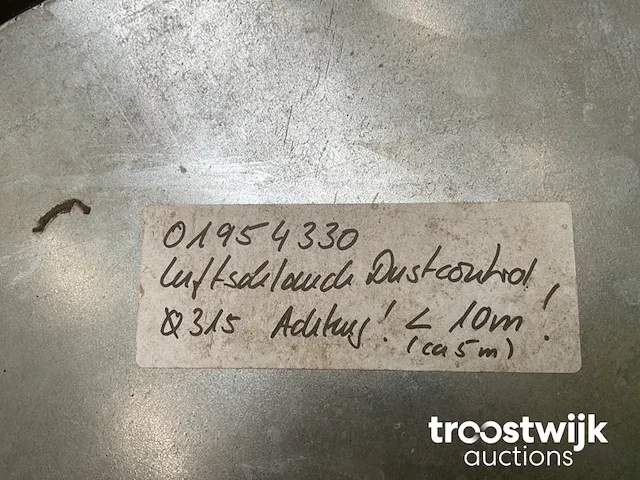 01954330
Luftschlauch Dustcontrol
Ø315 Achtung! < 10m!
(ca 5m)
troostwijk
auctions